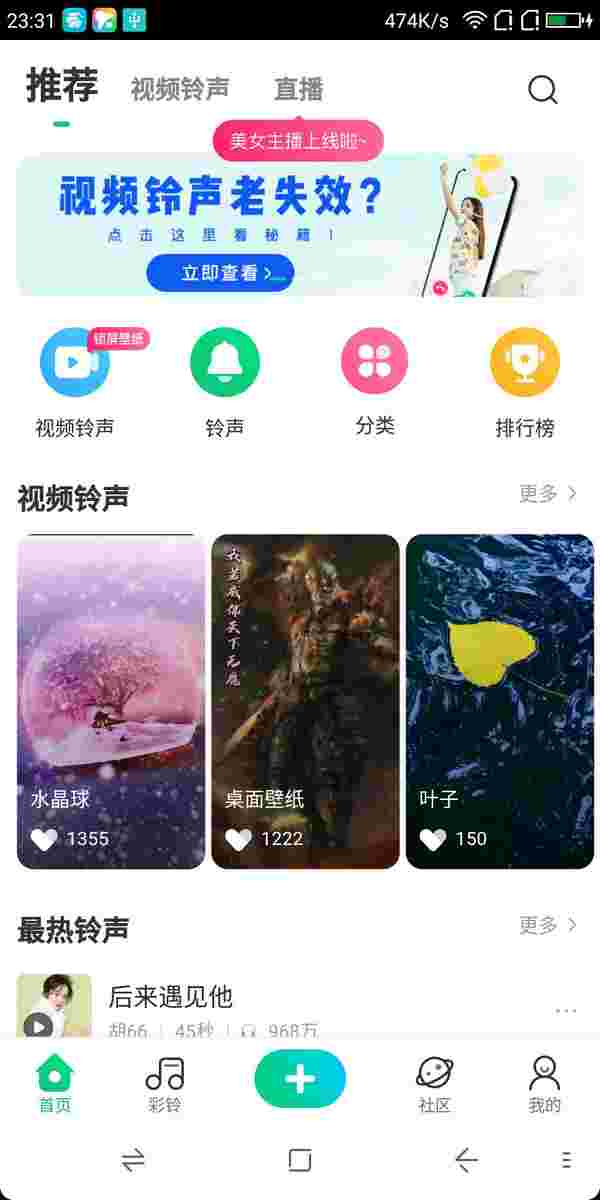 23:31
474K/s
推荐
视频铃声
直播
美女主播上线啦~
视频铃声老失效?
点击这里看秘籍!
立即查看
锁屏壁纸
视频铃声
铃声
分类
排行榜
视频铃声
更多
我若成佛天下无魔
水晶球
1355
桌面壁纸
1222
叶子
150
最热铃声
更多
后来遇见他
胡66
45秒
968万
首页
彩铃
社区
我的